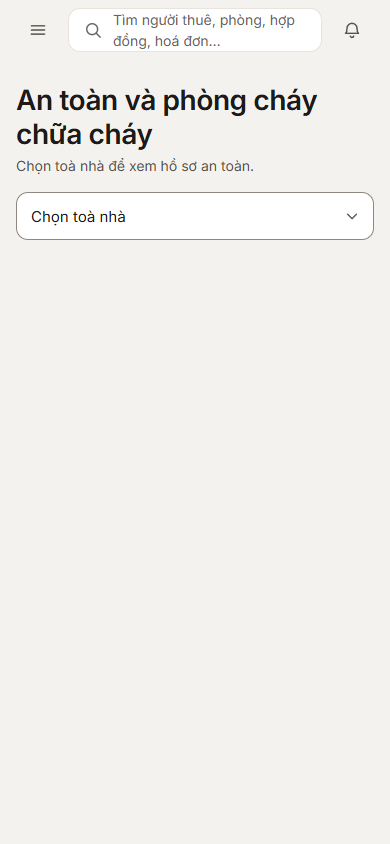 Tìm người thuê, phòng, hợp
đồng, hoá đơn...
An toàn và phòng cháy
chữa cháy
Chọn toà nhà để xem hồ sơ an toàn.
Chọn toà nhà